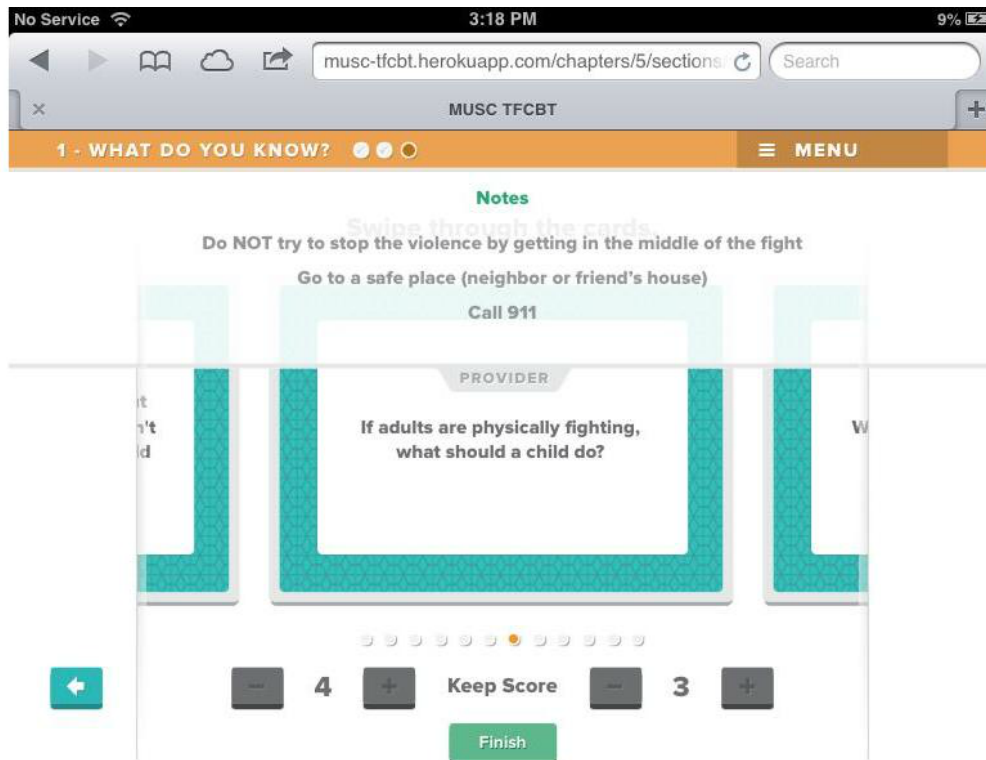 No Service 3:18 PM 9%
musc-tfcbt.herokuapp.com/chapters/5/sections Search
MUSC TFCBT
1 - WHAT DO YOU KNOW? MENU
Notes
Swipe through the cards.
Do NOT try to stop the violence by getting in the middle of the fight
Go to a safe place (neighbor or friend's house)
Call 911
PROVIDER
If adults are physically fighting,
what should a child do?
t
n't
d
W
4 Keep Score 3
Finish